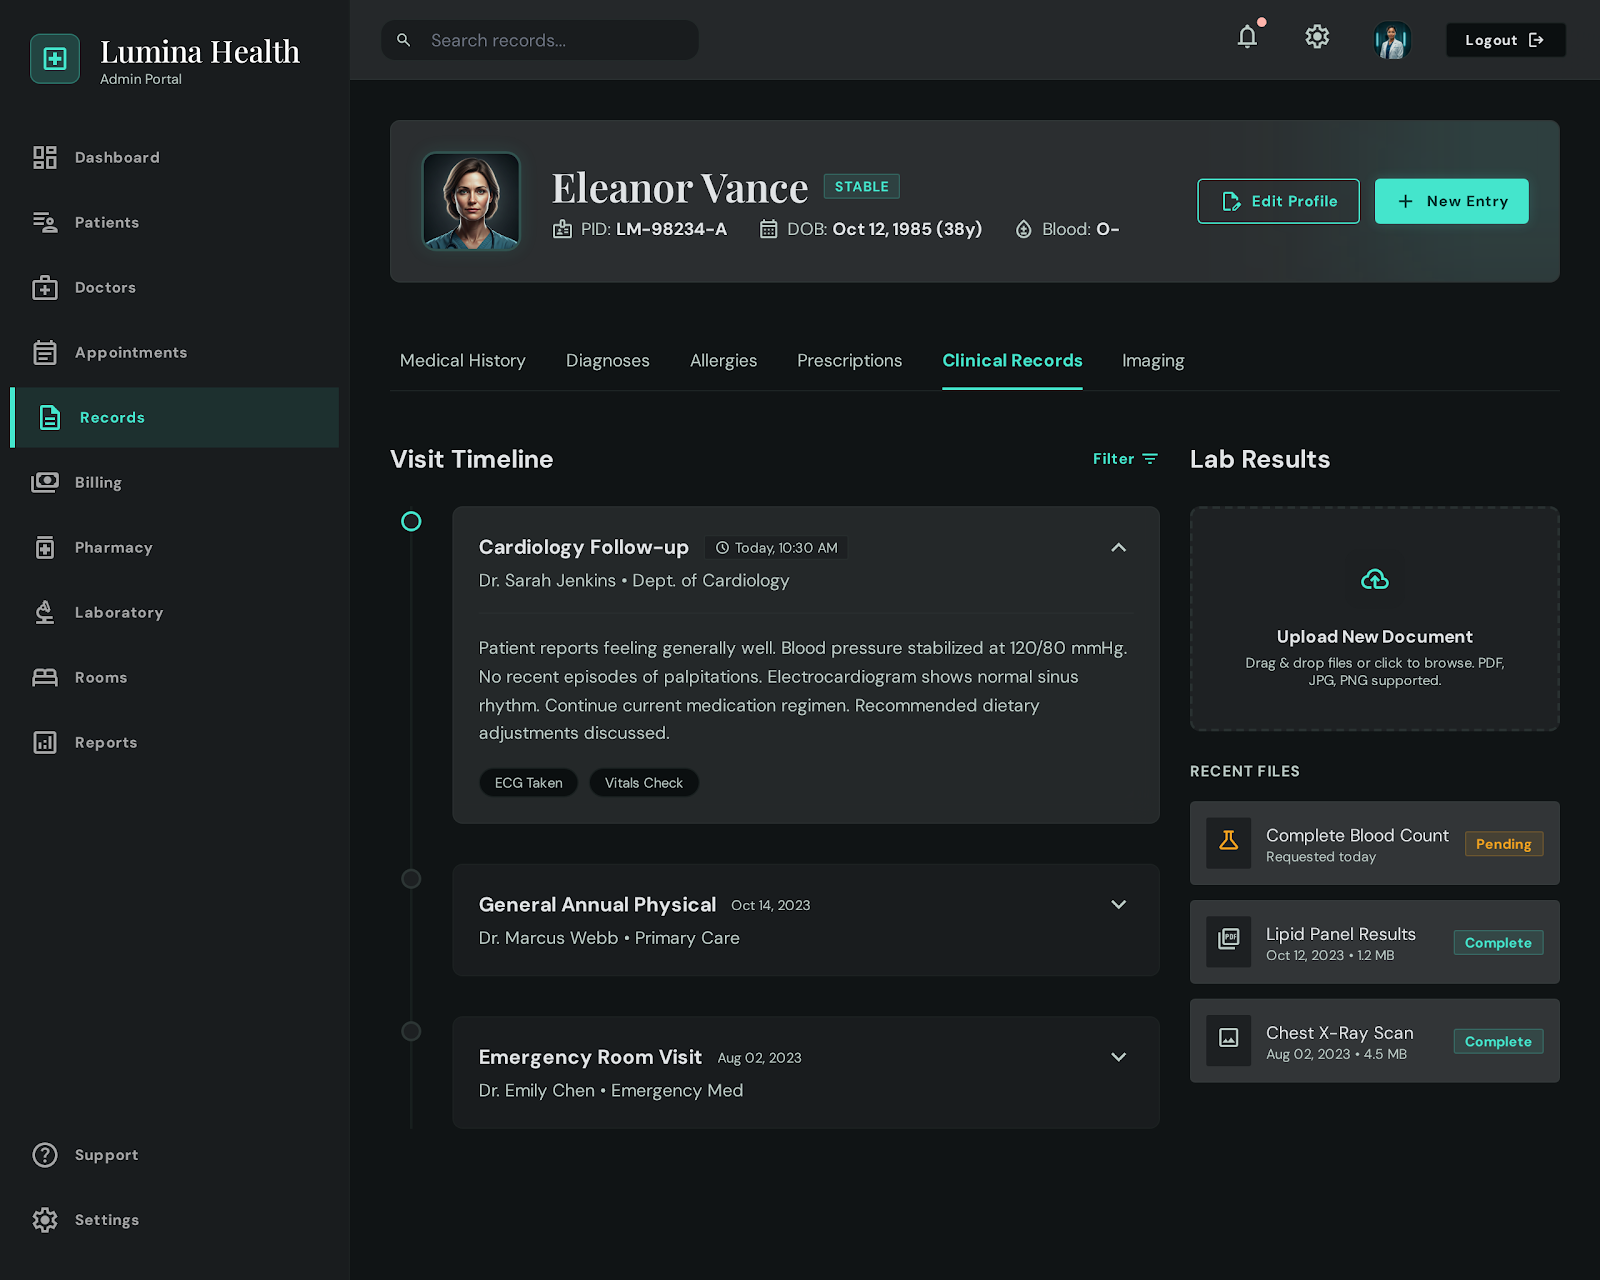 Lumina Health
Admin Portal
Dashboard
Patients
Doctors
Appointments
Records
Billing
Pharmacy
Laboratory
Rooms
Reports
Support
Settings
Search records...
Logout
Eleanor Vance
STABLE
PID: LM-98234-A
DOB: Oct 12, 1985 (38y)
Blood: O-
Edit Profile
New Entry
Medical History
Diagnoses
Allergies
Prescriptions
Clinical Records
Imaging
Visit Timeline
Filter
Cardiology Follow-up
Today, 10:30 AM
Dr. Sarah Jenkins • Dept. of Cardiology
Patient reports feeling generally well. Blood pressure stabilized at 120/80 mmHg.
No recent episodes of palpitations. Electrocardiogram shows normal sinus
rhythm. Continue current medication regimen. Recommended dietary
adjustments discussed.
ECG Taken
Vitals Check
General Annual Physical
Oct 14, 2023
Dr. Marcus Webb • Primary Care
Emergency Room Visit
Aug 02, 2023
Dr. Emily Chen • Emergency Med
Lab Results
Upload New Document
Drag & drop files or click to browse. PDF,
JPG, PNG supported.
RECENT FILES
Complete Blood Count
Requested today
Pending
PDF
Lipid Panel Results
Oct 12, 2023 • 1.2 MB
Complete
Chest X-Ray Scan
Aug 02, 2023 • 4.5 MB
Complete